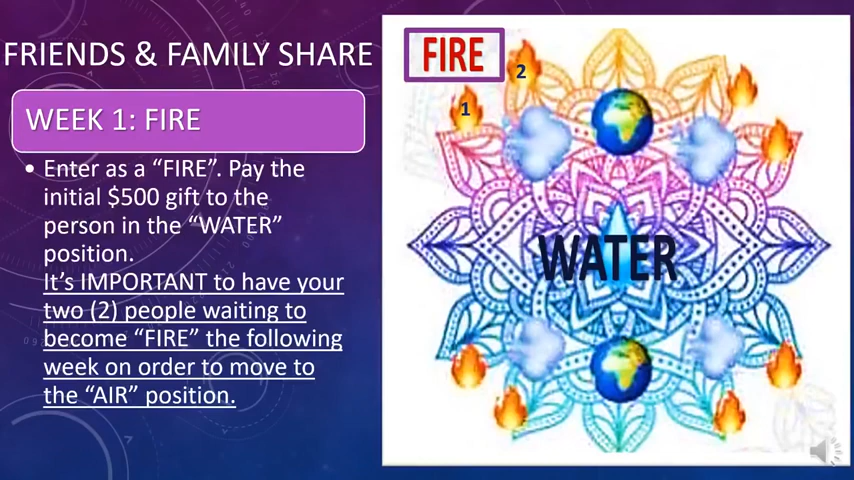 FRIENDS & FAMILY SHARE
WEEK 1: FIRE
• Enter as a “FIRE”. Pay the
initial $500 gift to the
person in the “WATER”
position.
It’s IMPORTANT to have your
two (2) people waiting to
become “FIRE” the following
week on order to move to
the “AIR” position.
FIRE
2
1
WATER